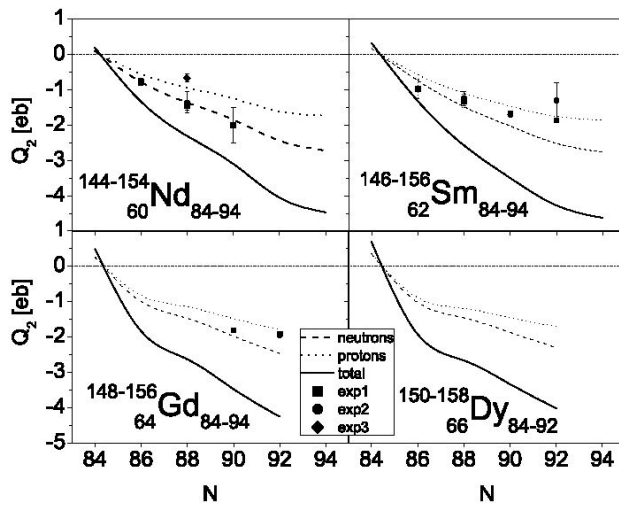 1
0
-1
-2
-3
-4
Q2 [eb]
144-154
60Nd84-94
146-156
62Sm84-94
1
0
-1
-2
-3
-4
-5
Q2 [eb]
148-156
64Gd84-94
neutrons
protons
total
exp1
exp2
exp3
150-158
66Dy84-92
84 86 88 90 92 84 86 88 90 92 94
N N